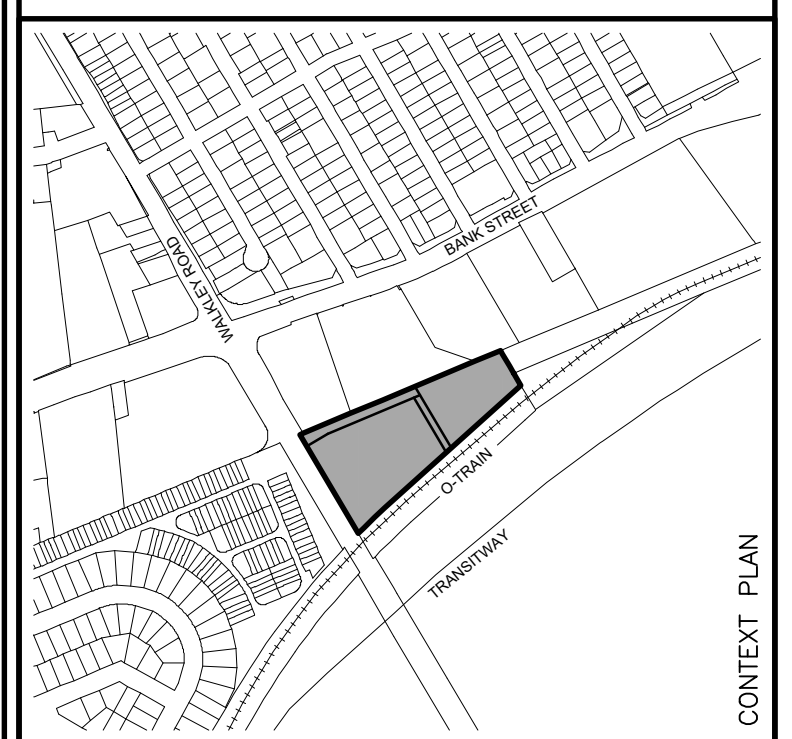 BANK STREET
WALKLEY ROAD
O-TRAIN
TRANSITWAY
CONTEXT PLAN